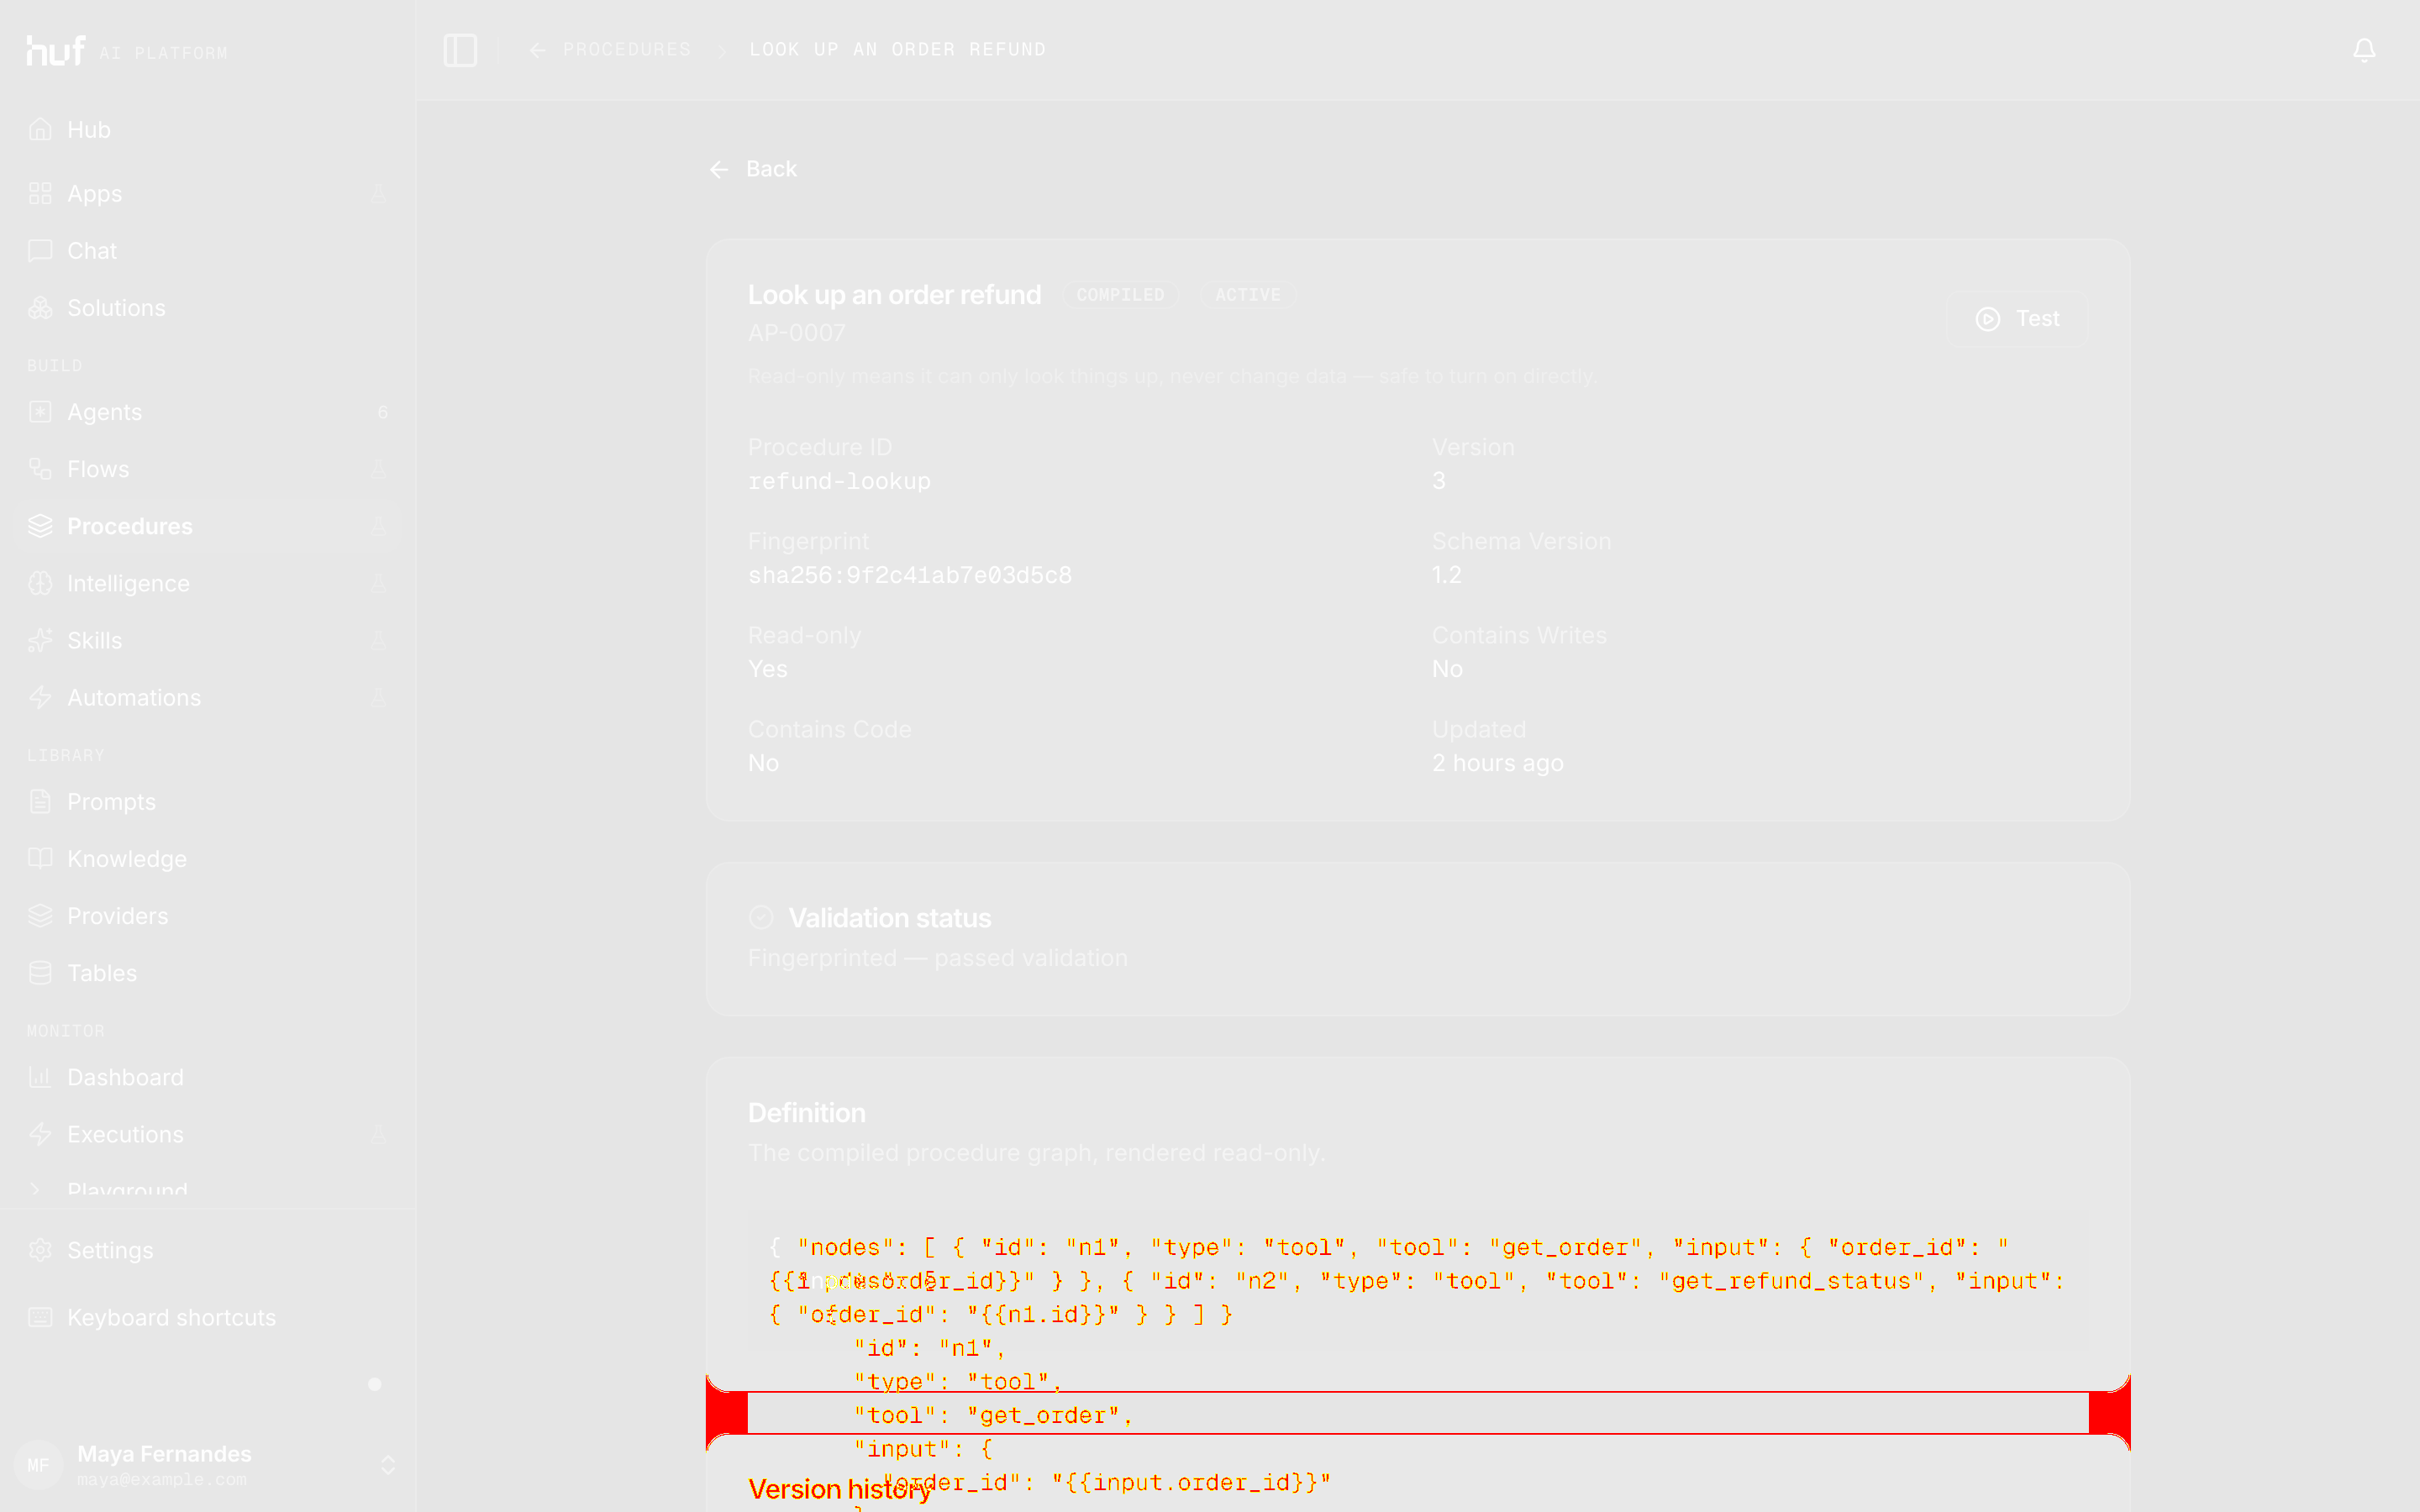 huf AI PLATFORM
Hub
Apps
Chat
Solutions
BUILD
Agents 6
Flows
Procedures
Intelligence
Skills
Automations
LIBRARY
Prompts
Knowledge
Providers
Tables
MONITOR
Dashboard
Executions
Playground
Settings
Keyboard shortcuts
MF Maya Fernandes
maya@example.com
PROCEDURES LOOK UP AN ORDER REFUND
Back
Look up an order refund COMPILED ACTIVE
AP-0007
Test
Read-only means it can only look things up, never change data — safe to turn on directly.
Procedure ID
refund-lookup
Version
3
Fingerprint
sha256:9f2c41ab7e03d5c8
Schema Version
1.2
Read-only
Yes
Contains Writes
No
Contains Code
No
Updated
2 hours ago
Validation status
Fingerprinted — passed validation
Definition
The compiled procedure graph, rendered read-only.
{ "nodes": [ { "id": "n1", "type": "tool", "tool": "get_order", "input": { "order_id": "
} }, { "id": "n2", "type": "tool", "tool": "get_refund_status", "input":
{ "order_id": "{{n1.id}}" } } ] }
"id": "n1",
"type": "tool",
"tool": "get_order",
"input": {
"order_id": "{{input.order_id}}"
Version history
}